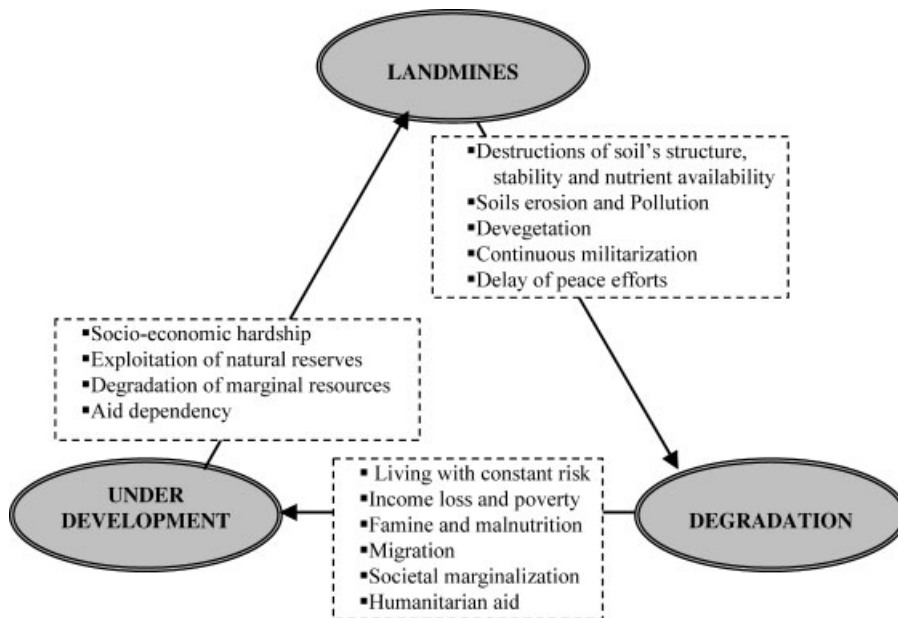 LANDMINES
▪Destructions of soil's structure,
stability and nutrient availability
▪Soils erosion and Pollution
▪Devegetation
▪Continuous militarization
▪Delay of peace efforts
▪Socio-economic hardship
▪Exploitation of natural reserves
▪Degradation of marginal resources
▪Aid dependency
UNDER
DEVELOPMENT
▪ Living with constant risk
▪Income loss and poverty
▪Famine and malnutrition
▪Migration
▪Societal marginalization
▪Humanitarian aid
DEGRADATION